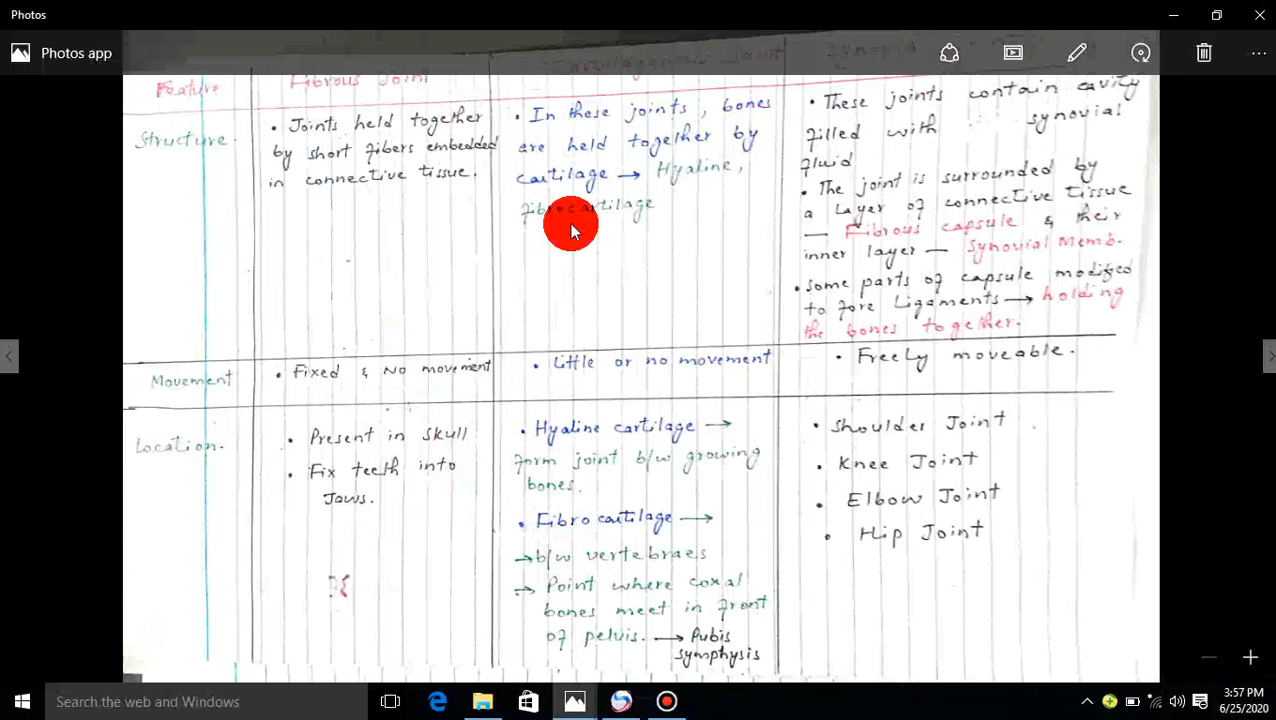 Photos
Photos app
Feature
Fibrous Joint
Joint
Structure.
• Joints held together
by short fibers embedded
in connective tissue.
• In these joints, bones
are held together by
cartilage → Hyaline,
fibrocartilage
• These joints contain cavity
filled with synovial
fluid
• The joint is surrounded by
a layer of connective tissue
— Fibrous capsule & their
inner layer — Synovial Memb.
• Some parts of capsule modified
to fore Ligaments → holding
the bones together.
Movement
• Fixed & No movement
• Little or no movement
• Freely moveable.
Location.
• Present in skull
• Fix teeth into
Jaws.
• Hyaline cartilage →
Form joint b/w growing
bones.
• Fibro cartilage →
→ b/w vertebraes
→ Point where coxal
bones meet in front
of pelvis. → Pubis
symphysis
• Shoulder Joint
• Knee Joint
• Elbow Joint
• Hip Joint
Search the web and Windows
3:57 PM
6/25/2020